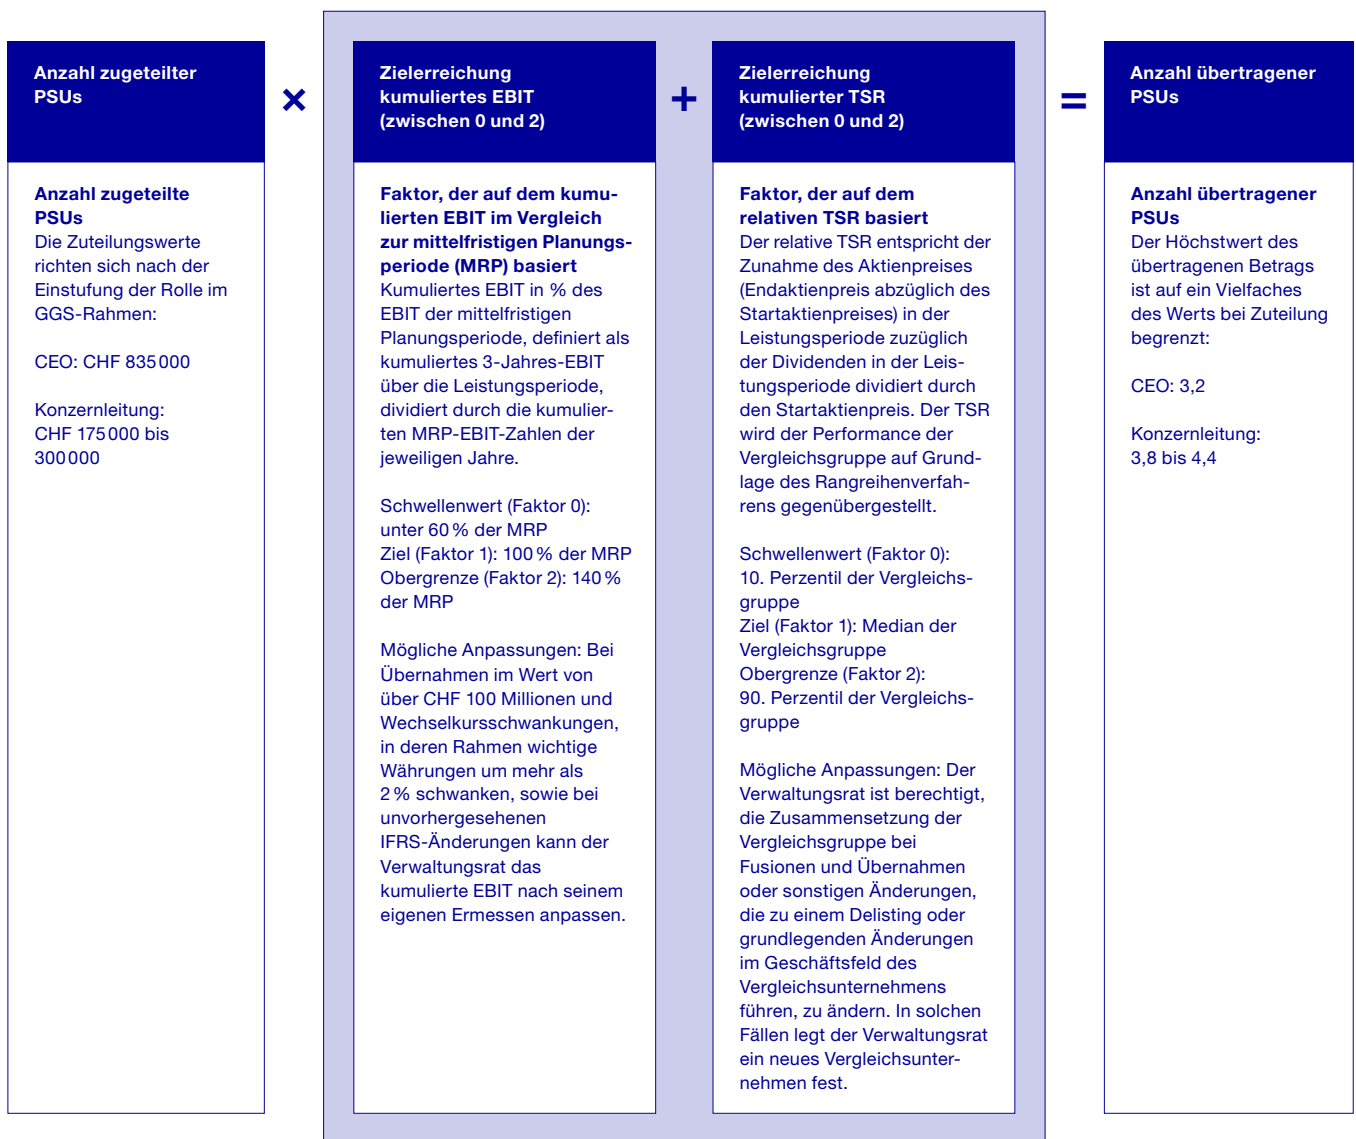 Anzahl zugeteilter
PSUs
×
Zielerreichung
kumuliertes EBIT
(zwischen 0 und 2)
+
Zielerreichung
kumulierter TSR
(zwischen 0 und 2)
=
Anzahl übertragener
PSUs
Anzahl zugeteilte
PSUs
Die Zuteilungswerte
richten sich nach der
Einstufung der Rolle im
GGS-Rahmen:
CEO: CHF 835 000
Konzernleitung:
CHF 175 000 bis
300 000
Faktor, der auf dem kumu-
lierten EBIT im Vergleich
zur mittelfristigen Planungs-
periode (MRP) basiert
Kumuliertes EBIT in % des
EBIT der mittelfristigen
Planungsperiode, definiert als
kumuliertes 3-Jahres-EBIT
über die Leistungsperiode,
dividiert durch die kumulier-
ten MRP-EBIT-Zahlen der
jeweiligen Jahre.
Schwellenwert (Faktor 0):
unter 60 % der MRP
Ziel (Faktor 1): 100 % der MRP
Obergrenze (Faktor 2): 140 %
der MRP
Mögliche Anpassungen: Bei
Übernahmen im Wert von
über CHF 100 Millionen und
Wechselkursschwankungen,
in deren Rahmen wichtige
Währungen um mehr als
2 % schwanken, sowie bei
unvorhergesehenen
IFRS-Änderungen kann der
Verwaltungsrat das
kumulierte EBIT nach seinem
eigenen Ermessen anpassen.
Faktor, der auf dem
relativen TSR basiert
Der relative TSR entspricht der
Zunahme des Aktienpreises
(Endaktienpreis abzüglich des
Startaktienpreises) in der
Leistungsperiode zuzüglich
der Dividenden in der Leis-
tungsperiode dividiert durch
den Startaktienpreis. Der TSR
wird der Performance der
Vergleichsgruppe auf Grund-
lage des Rangreihenverfah-
rens gegenübergestellt.
Schwellenwert (Faktor 0):
10. Perzentil der Vergleichs-
gruppe
Ziel (Faktor 1): Median der
Vergleichsgruppe
Obergrenze (Faktor 2):
90. Perzentil der Vergleichs-
gruppe
Mögliche Anpassungen: Der
Verwaltungsrat ist berechtigt,
die Zusammensetzung der
Vergleichsgruppe bei
Fusionen und Übernahmen
oder sonstigen Änderungen,
die zu einem Delisting oder
grundlegenden Änderungen
im Geschäftsfeld des
Vergleichsunternehmens
führen, zu ändern. In solchen
Fällen legt der Verwaltungsrat
ein neues Vergleichsunter-
nehmen fest.
Anzahl übertragener
PSUs
Der Höchstwert des
übertragenen Betrags
ist auf ein Vielfaches
des Werts bei Zuteilung
begrenzt:
CEO: 3,2
Konzernleitung:
3,8 bis 4,4